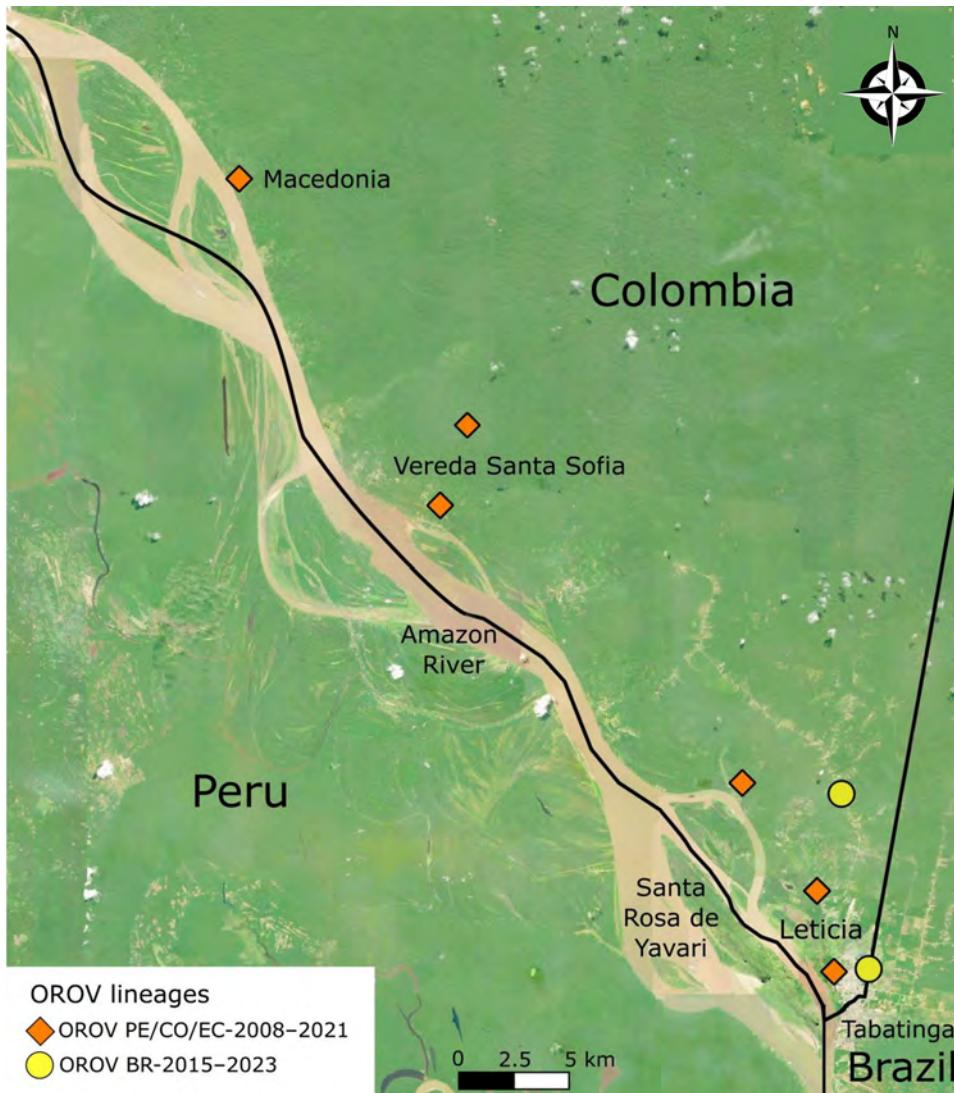 N
Macedonia
Colombia
Vereda Santa Sofia
Amazon
River
Peru
Santa
Rosa de
Yavari
Leticia
Tabatinga
Brazil
OROV lineages
OROV PE/CO/EC-2008–2021
OROV BR-2015–2023
0 2.5 5 km